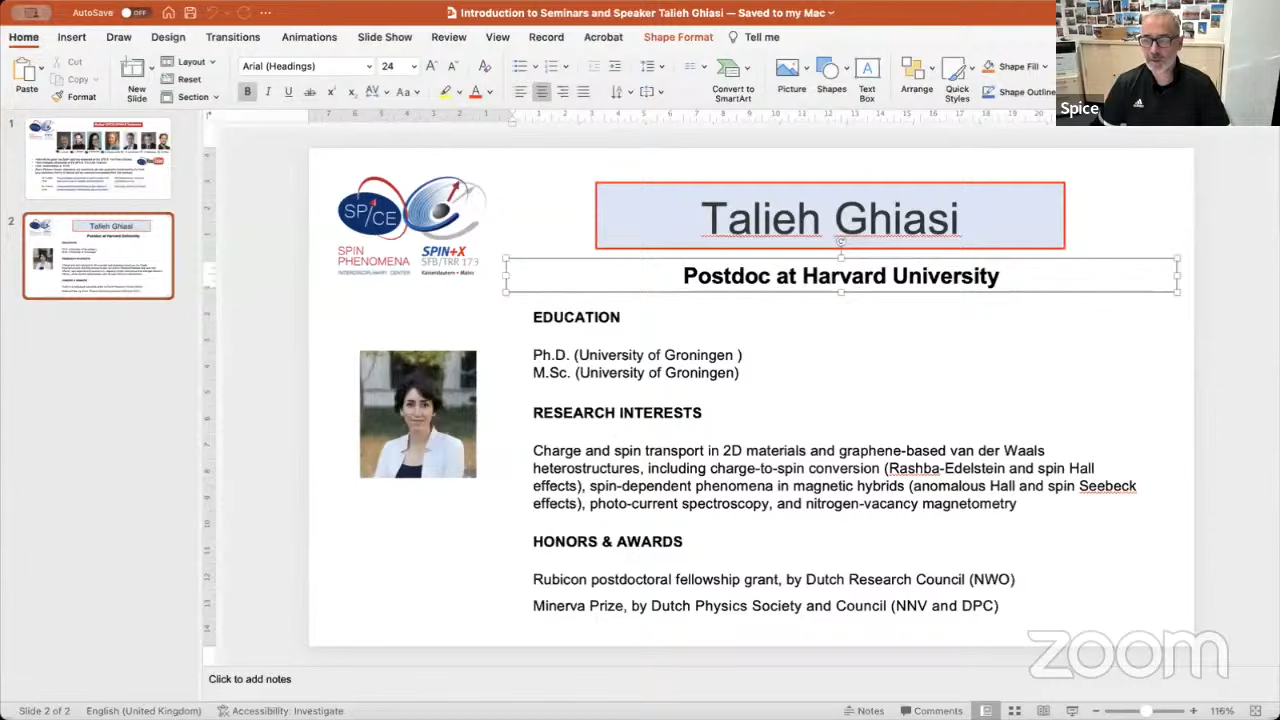 AutoSave OFF
Introduction to Seminars and Speaker Talieh Ghiasi — Saved to my Mac
Home Insert Draw Design Transitions Animations Slide Show Review Record Acrobat Shape Format Tell me
Paste
Cut
Copy
Format
New
Slide
Layout
Reset
Section
Arial (Headings) 24
Convert to
SmartArt
Picture
Shapes
Text
Box
Arrange
Quick
Styles
Shape Fill
Shape Outline
Spice
1
2
Talieh Ghiasi
Postdoc at Harvard University
SPICE
SPIN
PHENOMENA
INTERDISCIPLINARY CENTER
SPIN+X
SFB/TRR 173
Kaiserslautern • Mainz
Talieh Ghiasi
Postdoc at Harvard University
EDUCATION
Ph.D. (University of Groningen )
M.Sc. (University of Groningen)
RESEARCH INTERESTS
Charge and spin transport in 2D materials and graphene-based van der Waals
heterostructures, including charge-to-spin conversion (Rashba-Edelstein and spin Hall
effects), spin-dependent phenomena in magnetic hybrids (anomalous Hall and spin Seebeck
effects), photo-current spectroscopy, and nitrogen-vacancy magnetometry
HONORS & AWARDS
Rubicon postdoctoral fellowship grant, by Dutch Research Council (NWO)
Minerva Prize, by Dutch Physics Society and Council (NNV and DPC)
zoom
Click to add notes
Slide 2 of 2 English (United Kingdom) Accessibility: Investigate Notes Comments 116%